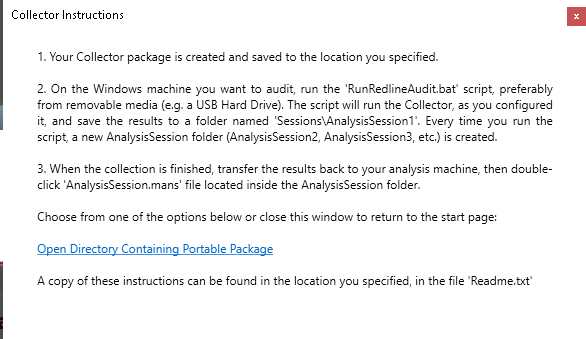 Collector Instructions
x
1. Your Collector package is created and saved to the location you specified.
2. On the Windows machine you want to audit, run the 'RunRedlineAudit.bat' script, preferably
from removable media (e.g. a USB Hard Drive). The script will run the Collector, as you configured
it, and save the results to a folder named 'Sessions\AnalysisSession1'. Every time you run the
script, a new AnalysisSession folder (AnalysisSession2, AnalysisSession3, etc.) is created.
3. When the collection is finished, transfer the results back to your analysis machine, then double-
click 'AnalysisSession.mans' file located inside the AnalysisSession folder.
Choose from one of the options below or close this window to return to the start page:
Open Directory Containing Portable Package
A copy of these instructions can be found in the location you specified, in the file 'Readme.txt'